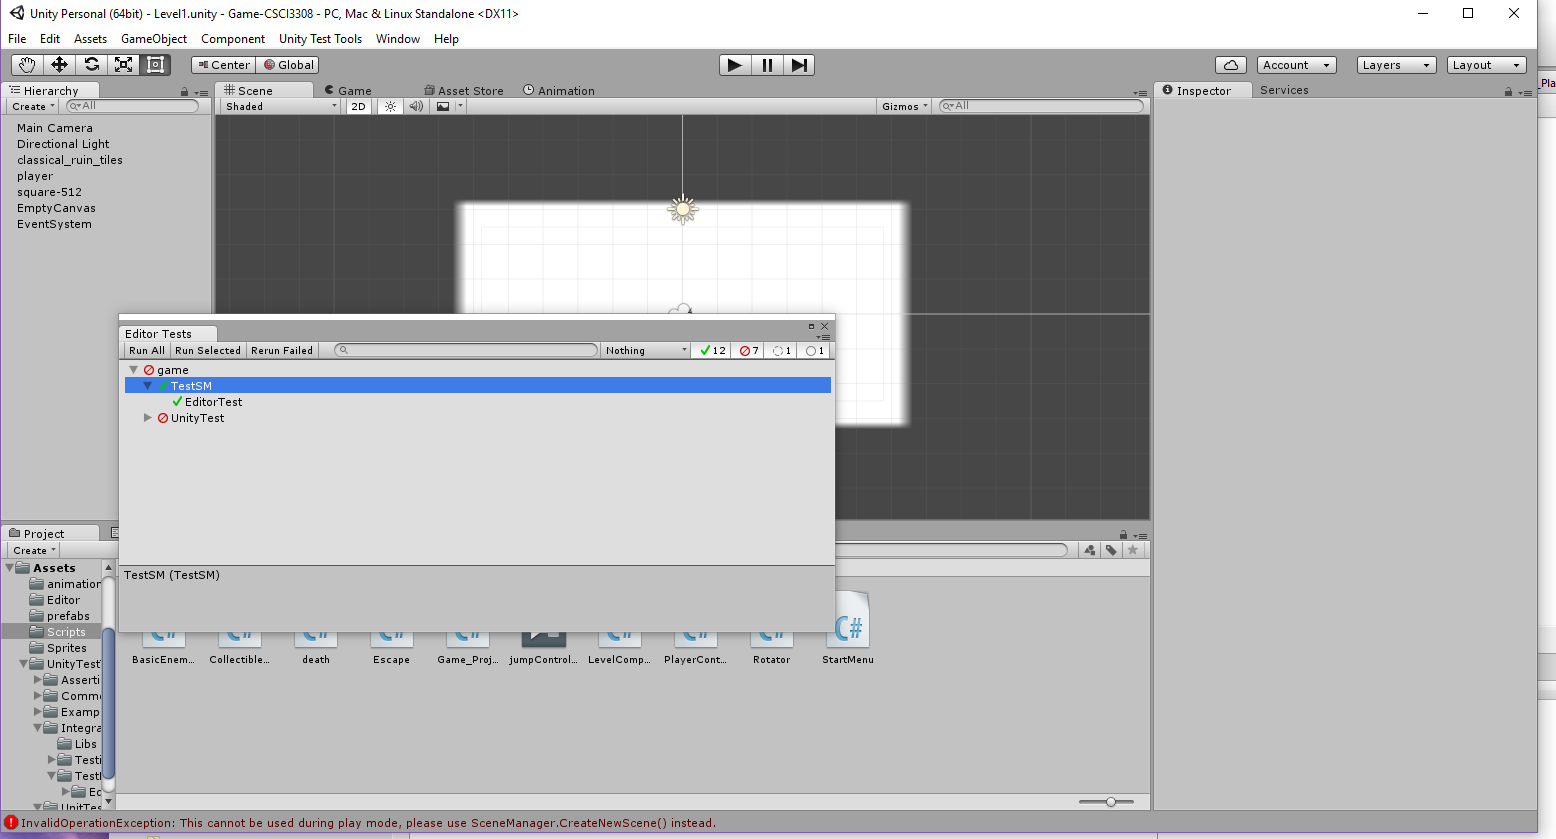 Unity Personal (64bit) - Level1.unity - Game-CSCI3308 - PC, Mac & Linux Standalone <DX11>
File Edit Assets GameObject Component Unity Test Tools Window Help
Center Global Account Layers Layout
Hierarchy Scene Game Asset Store Animation Inspector Services
Create All Shaded 2D Gizmos All
Main Camera
Directional Light
classical_ruin_tiles
player
square-512
EmptyCanvas
EventSystem
Editor Tests
Run All Run Selected Rerun Failed Nothing 12 7 1 1
game
TestSM
EditorTest
UnityTest
TestSM (TestSM)
Project
Create
Assets
animation
Editor
prefabs
Scripts
Sprites
UnityTest
Asserti
Comm
Examp
Integra
Libs
Testi
Test
Ec
UnitTes
BasicEnem... Collectible... death Escape Game_Proj... jumpControl... LevelComp... PlayerCont... Rotator StartMenu
InvalidOperationException: This cannot be used during play mode, please use SceneManager.CreateNewScene() instead.